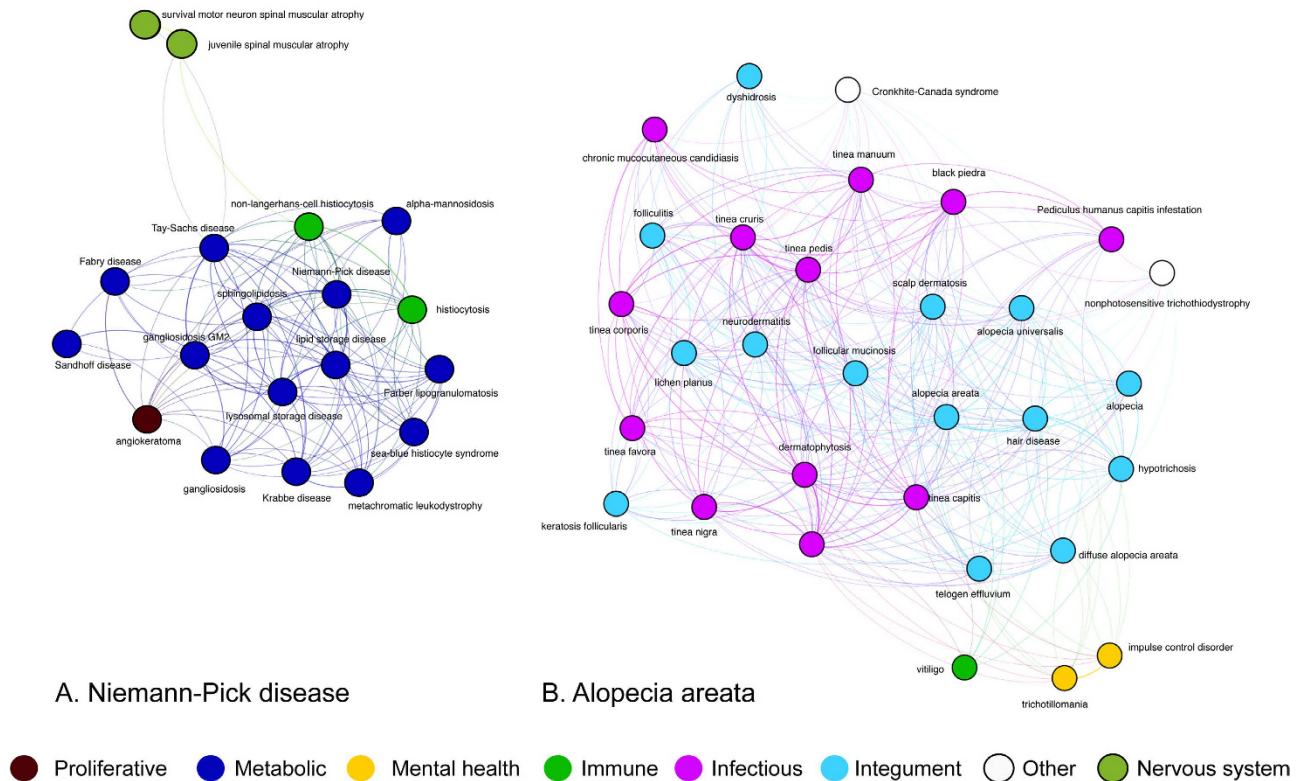 survival motor neuron spinal muscular atrophy
juvenile spinal muscular atrophy
non-langerhans-cell histiocytosis
alpha-mannosidosis
Tay-Sachs disease
Fabry disease
Niemann-Pick disease
sphingolipidosis
histiocytosis
gangliosidosis GM2
lipid storage disease
Sandhoff disease
Farber lipogranulomatosis
lysosomal storage disease
angiokeratoma
sea-blue histiocyte syndrome
gangliosidosis
Krabbe disease
metachromatic leukodystrophy
A. Niemann-Pick disease
dyshidrosis
Cronkhite-Canada syndrome
chronic mucocutaneous candidiasis
tinea manuum
black piedra
folliculitis
tinea cruris
Pediculus humanus capitis infestation
tinea pedis
scalp dermatosis
nonphotosensitive trichothiodystrophy
tinea corporis
neurodermatitis
alopecia universalis
follicular mucinosis
lichen planus
alopecia areata
alopecia
hair disease
tinea favora
dermatophytosis
hypotrichosis
tinea capitis
keratosis follicularis
tinea nigra
diffuse alopecia areata
telogen effluvium
impulse control disorder
vitiligo
trichotillomania
B. Alopecia areata
Proliferative
Metabolic
Mental health
Immune
Infectious
Integument
Other
Nervous system